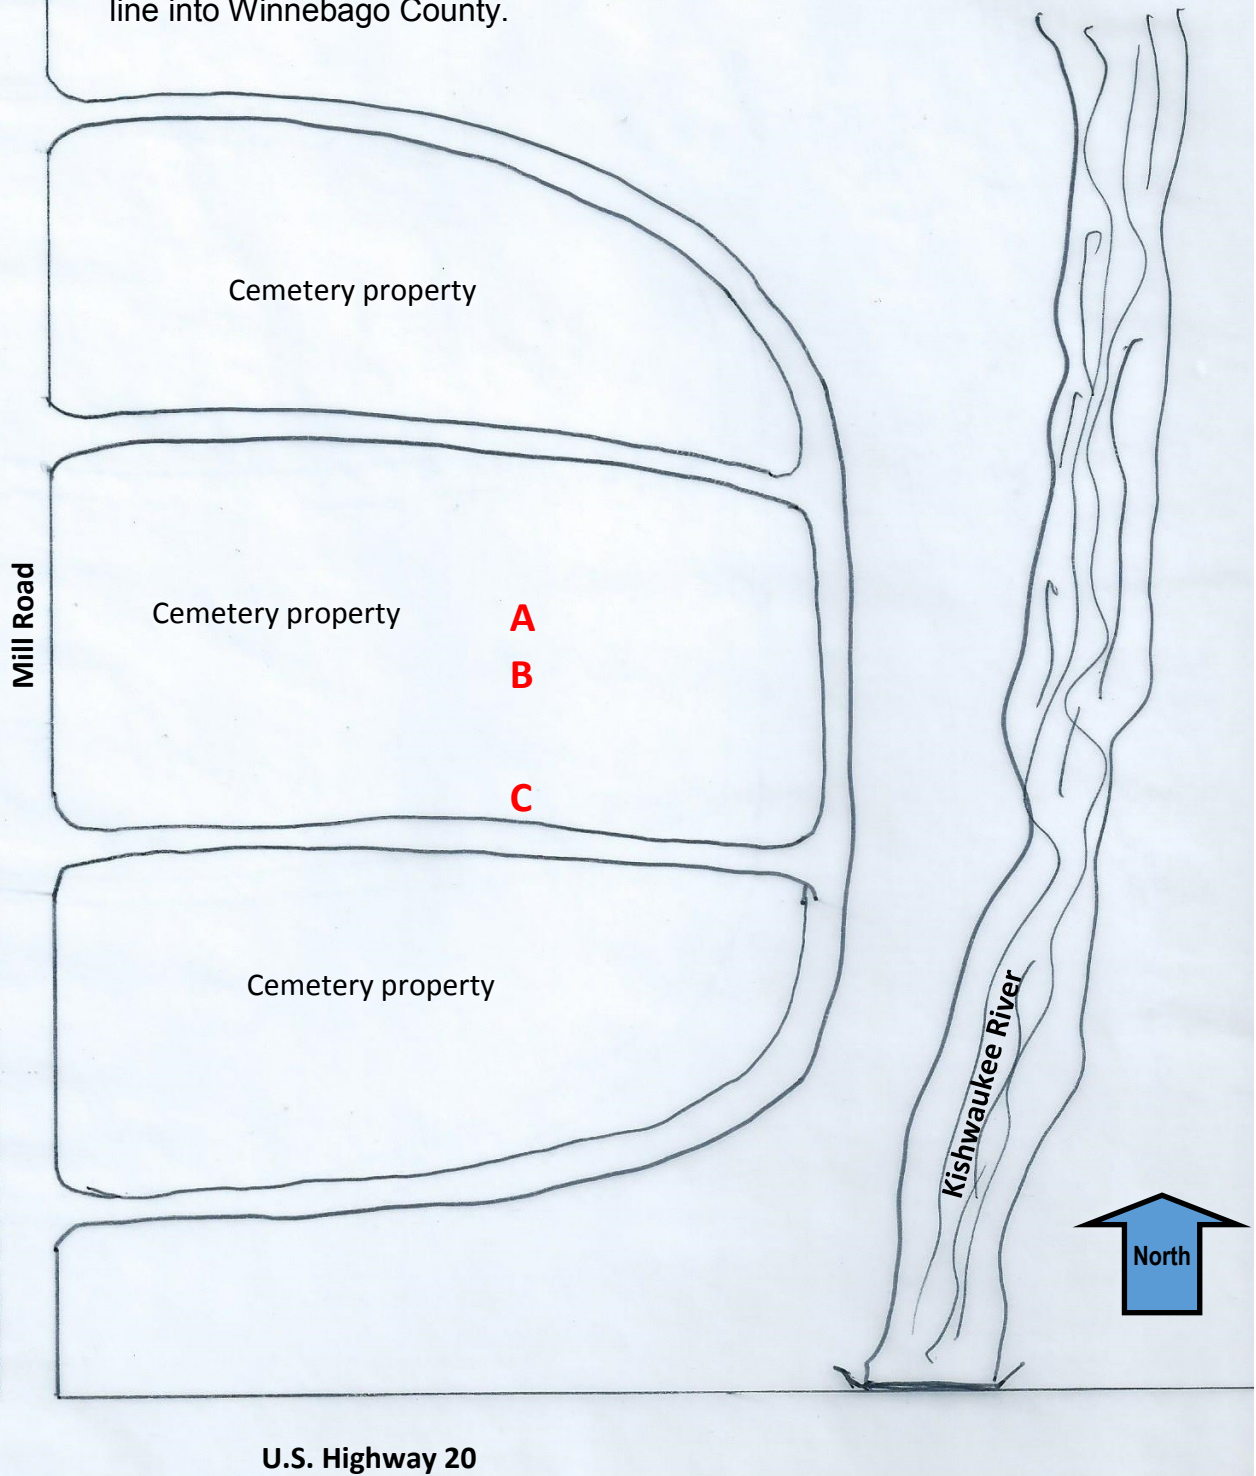 line into Winnebago County.
Cemetery property
Mill Road
Cemetery property
A
B
C
Cemetery property
Kishwaukee River
North
U.S. Highway 20